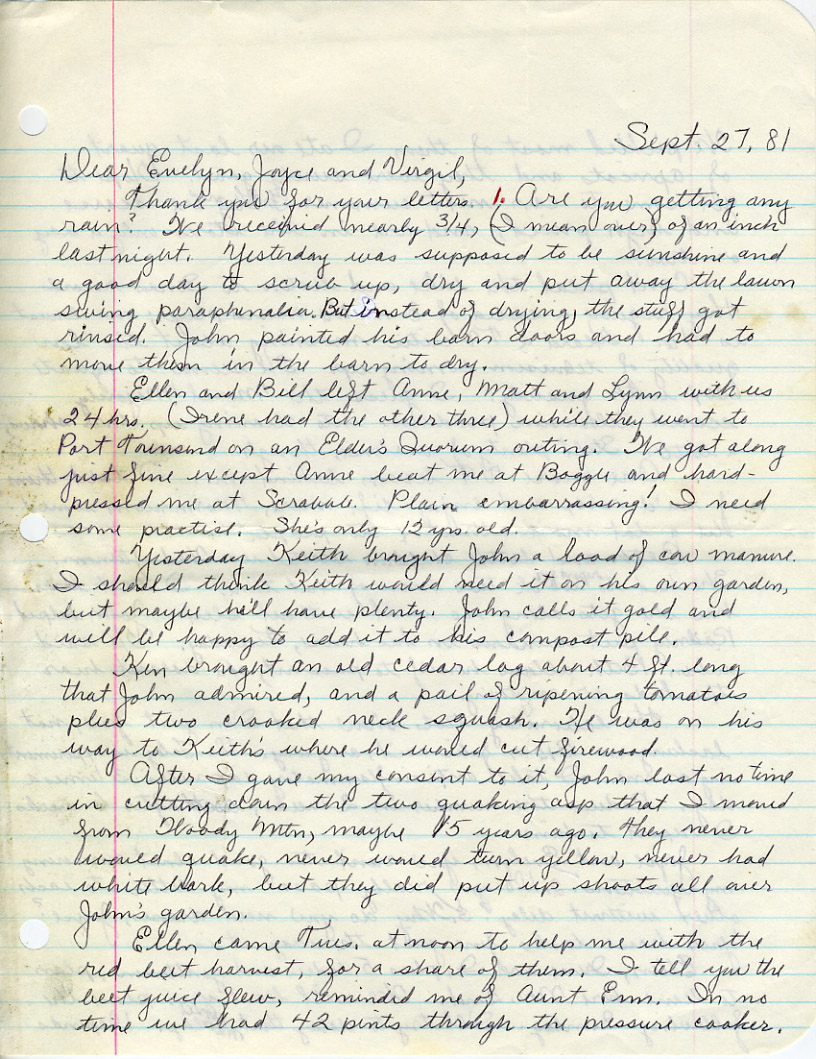 Sept. 27, 81
Dear Evelyn, Joyce and Virgil,
Thank you for your letters. 1. Are you getting any
rain? We received nearly 3/4, (I mean over) of an inch
last night. Yesterday was supposed to be sunshine and
a good day to scrub up, dry and put away the lawn
swing paraphenalia. But instead of drying, the stuff got
rinsed. John painted his barn doors and had to
move them in the barn to dry.
Ellen and Bill left Anne, Matt and Lynn with us
24 hrs. (Irene had the other three) while they went to
Port Townsend on an Elder's Quorum outing. We got along
just fine except Anne beat me at Boggle and hard-
pressed me at Scrabble. Plain embarrassing! I need
some practise. She's only 12 yrs. old.
Yesterday Keith brought John a load of cow manure.
I should think Keith would need it on his own garden,
but maybe he'll have plenty. John calls it gold and
will be happy to add it to his compost pile.
Ken brought an old cedar log about 4 ft. long
that John admired, and a pail of ripening tomatoes
plus two crooked neck squash. He was on his
way to Keith's where he would cut firewood.
After I gave my consent to it, John lost no time
in cutting down the two quaking asp that I moved
from Woody Mtn, maybe 15 years ago. They never
would quake, never would turn yellow, never had
white bark, but they did put up shoots all over
John's garden.
Ellen came Tues. at noon to help me with the
red beet harvest, for a share of them. I tell you the
beet juice flew, reminded me of Aunt Em. In no
time we had 42 pints through the pressure cooker.